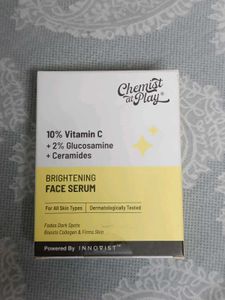 Chemist
at Play®
10% Vitamin C
+ 2% Glucosamine
+ Ceramides
BRIGHTENING
FACE SERUM
For All Skin Types | Dermatologically Tested
Fades Dark Spots
Boosts Collagen & Firms Skin
Powered By INNOVIST™